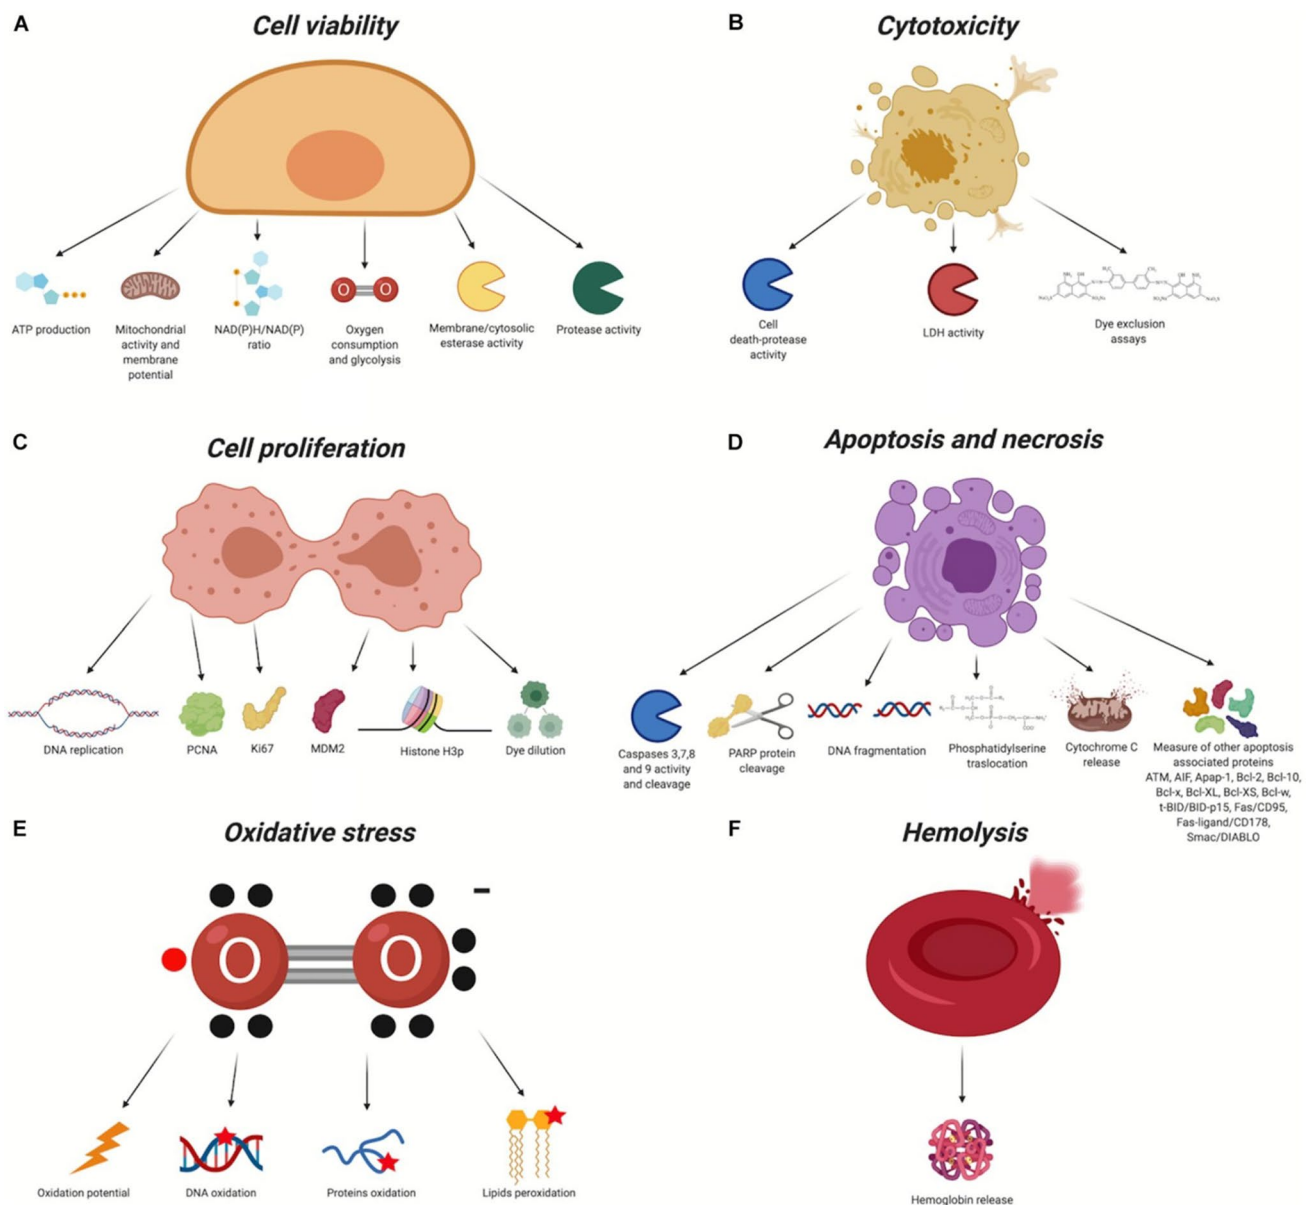 A
Cell viability
ATP production
Mitochondrial
activity and
membrane
potential
NAD(P)H/NAD(P)
ratio
O
O
Oxygen
consumption
and glycolysis
Membrane/cytosolic
esterase activity
Protease activity
B
Cytotoxicity
Cell
death-protease
activity
LDH activity
Dye exclusion
assays
C
Cell proliferation
DNA replication
PCNA
Ki67
MDM2
Histone H3p
Dye dilution
D
Apoptosis and necrosis
Caspases 3,7,8
and 9 activity
and cleavage
PARP protein
cleavage
DNA fragmentation
Phosphatidylserine
traslocation
Cytochrome C
release
Measure of other apoptosis
associated proteins
ATM, AIF, Apap-1, Bcl-2, Bcl-10,
Bcl-x, Bcl-XL, Bcl-XS, Bcl-w,
t-BID/BID-p15, Fas/CD95,
Fas-ligand/CD178,
Smac/DIABLO
E
Oxidative stress
O
O
Oxidation potential
DNA oxidation
Proteins oxidation
Lipids peroxidation
F
Hemolysis
Hemoglobin release